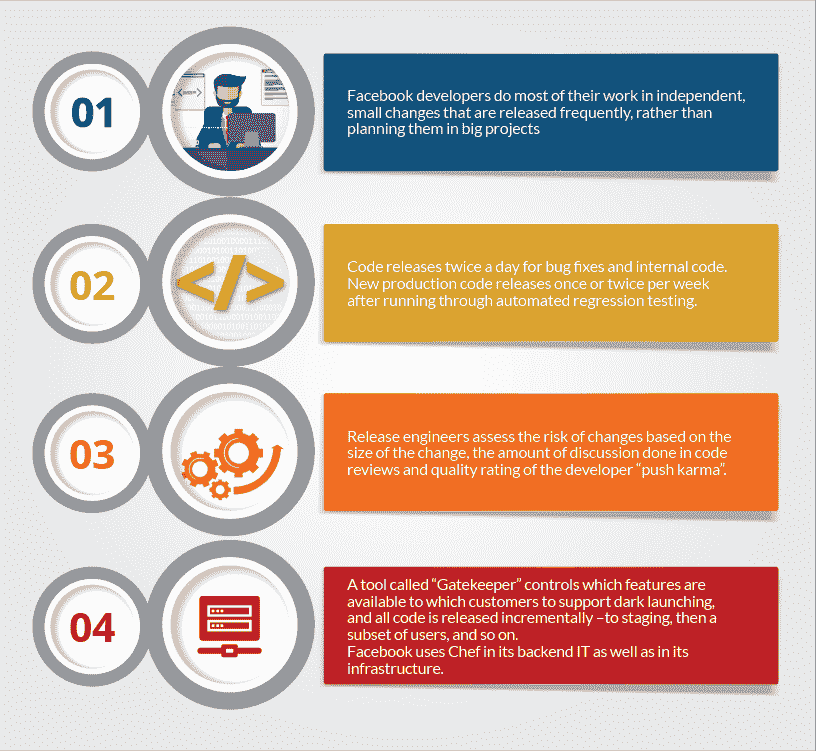 01
Facebook developers do most of their work in independent,
small changes that are released frequently, rather than
planning them in big projects
02
</>
Code releases twice a day for bug fixes and internal code.
New production code releases once or twice per week
after running through automated regression testing.
03
Release engineers assess the risk of changes based on the
size of the change, the amount of discussion done in code
reviews and quality rating of the developer “push karma”.
04
A tool called “Gatekeeper” controls which features are
available to which customers to support dark launching,
and all code is released incrementally –to staging, then a
subset of users, and so on.
Facebook uses Chef in its backend IT as well as in its
infrastructure.